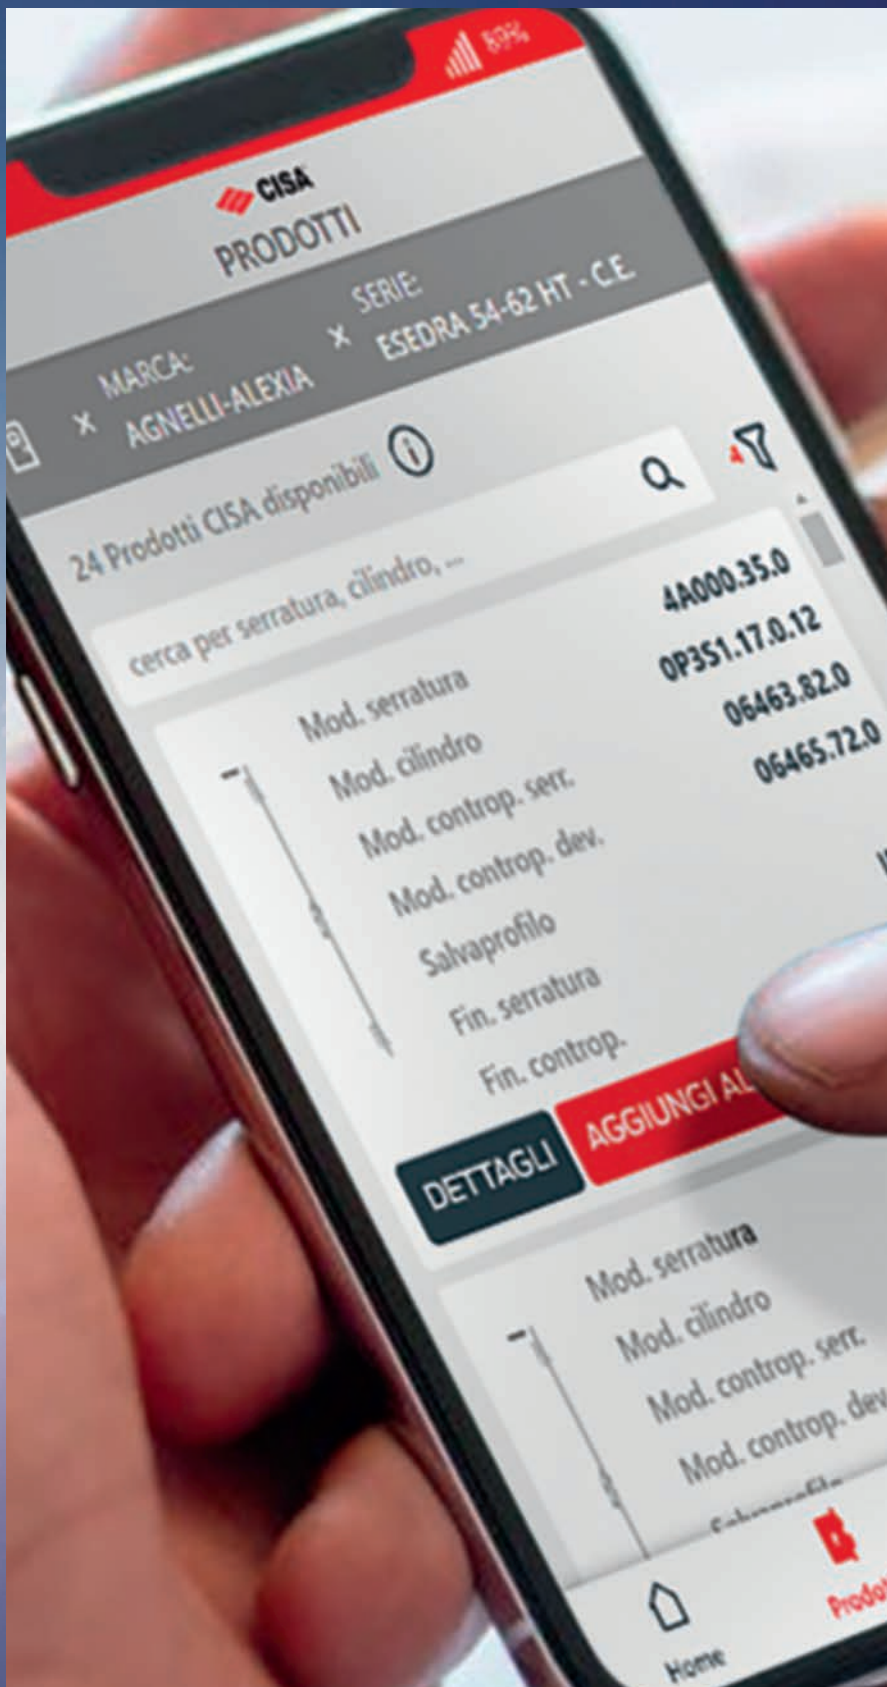 89%
CISA
PRODOTTI
MARCA:
AGNELLI-ALEXIA
SERIE:
ESEDRA 54-62 HT - C.E.
X
X
24 Prodotti CISA disponibili
4
cerca per serratura, cilindro, ...
Mod. serratura 4A000.35.0
Mod. cilindro 0P3S1.17.0.12
Mod. controp. serr. 06463.82.0
Mod. controp. dev. 06465.72.0
Salvaprofilo
Fin. serratura
Fin. controp.
DETTAGLI
AGGIUNGI AL
Mod. serratura
Mod. cilindro
Mod. controp. serr.
Mod. controp. dev
Home